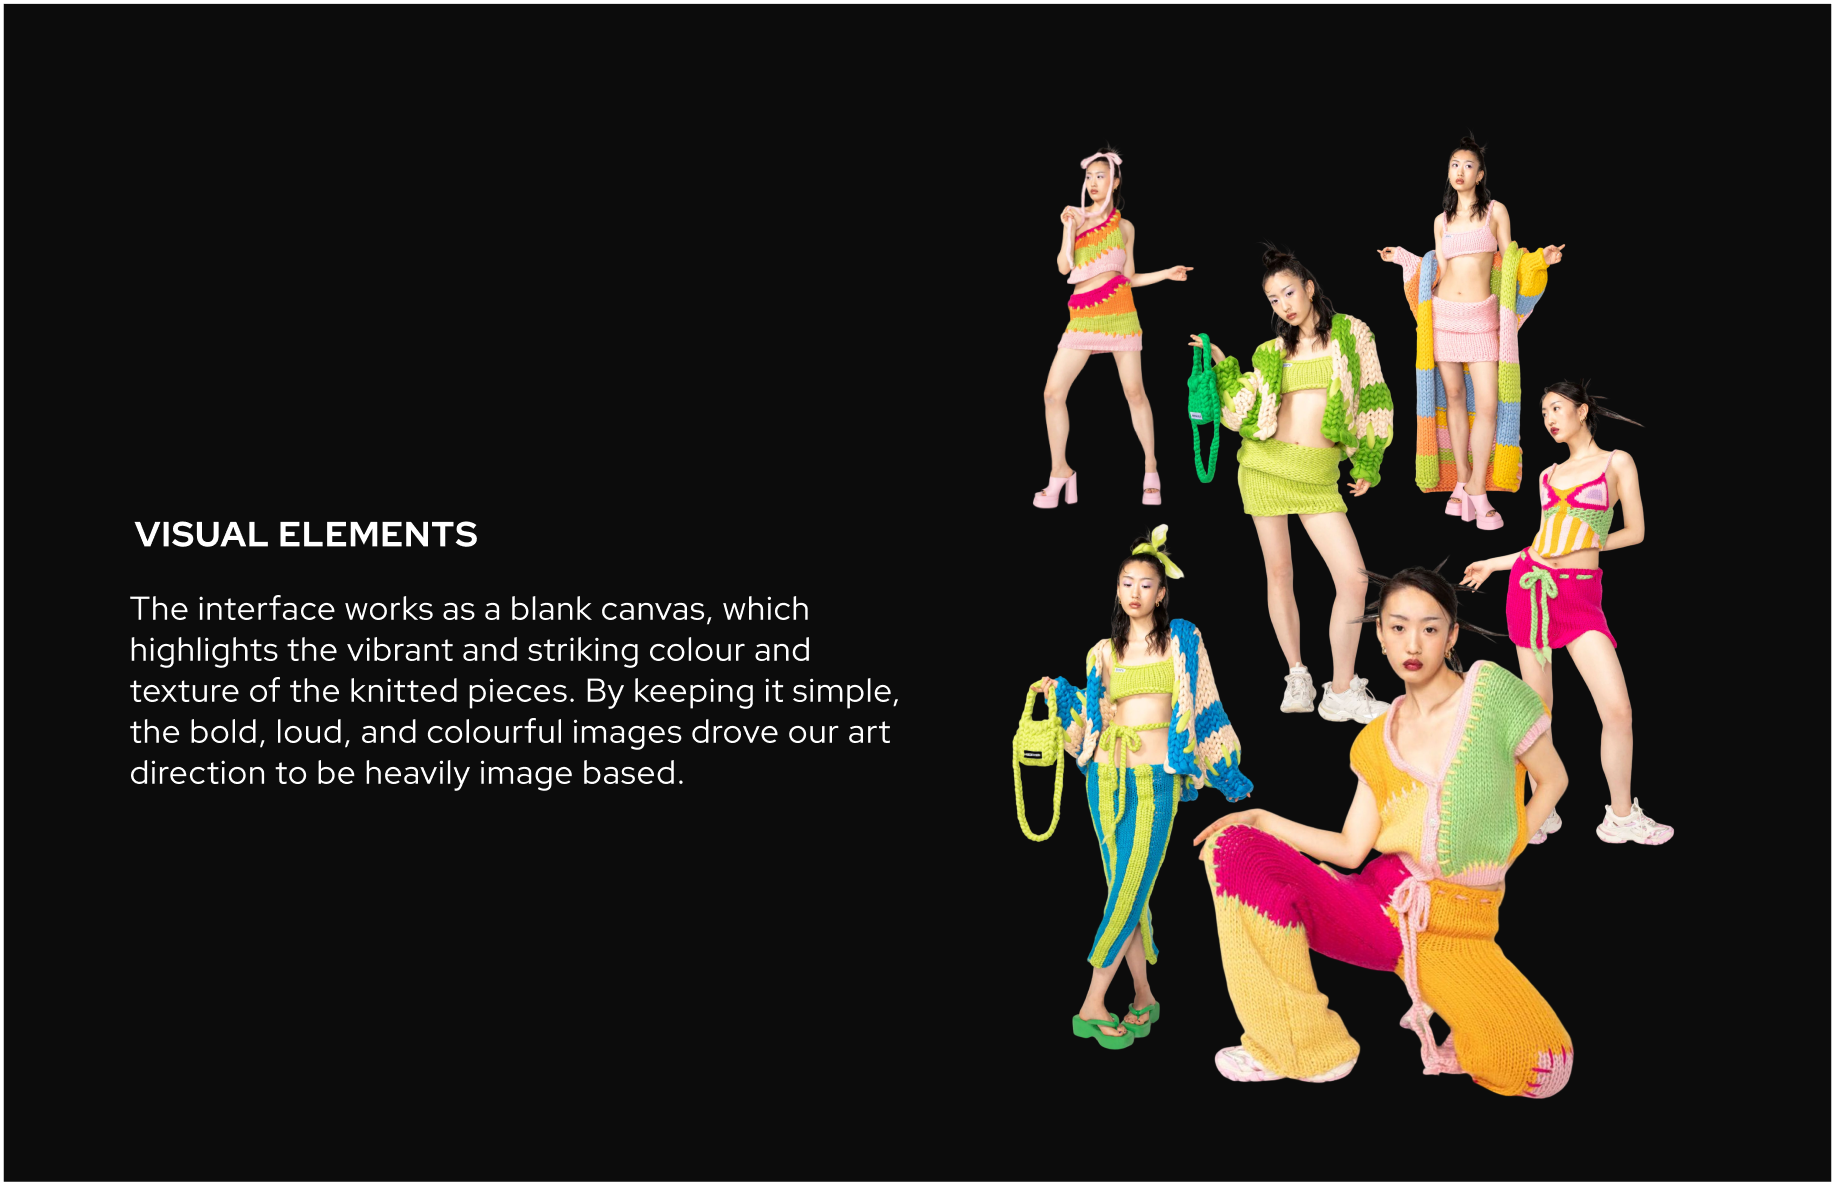 VISUAL ELEMENTS
The interface works as a blank canvas, which
highlights the vibrant and striking colour and
texture of the knitted pieces. By keeping it simple,
the bold, loud, and colourful images drove our art
direction to be heavily image based.